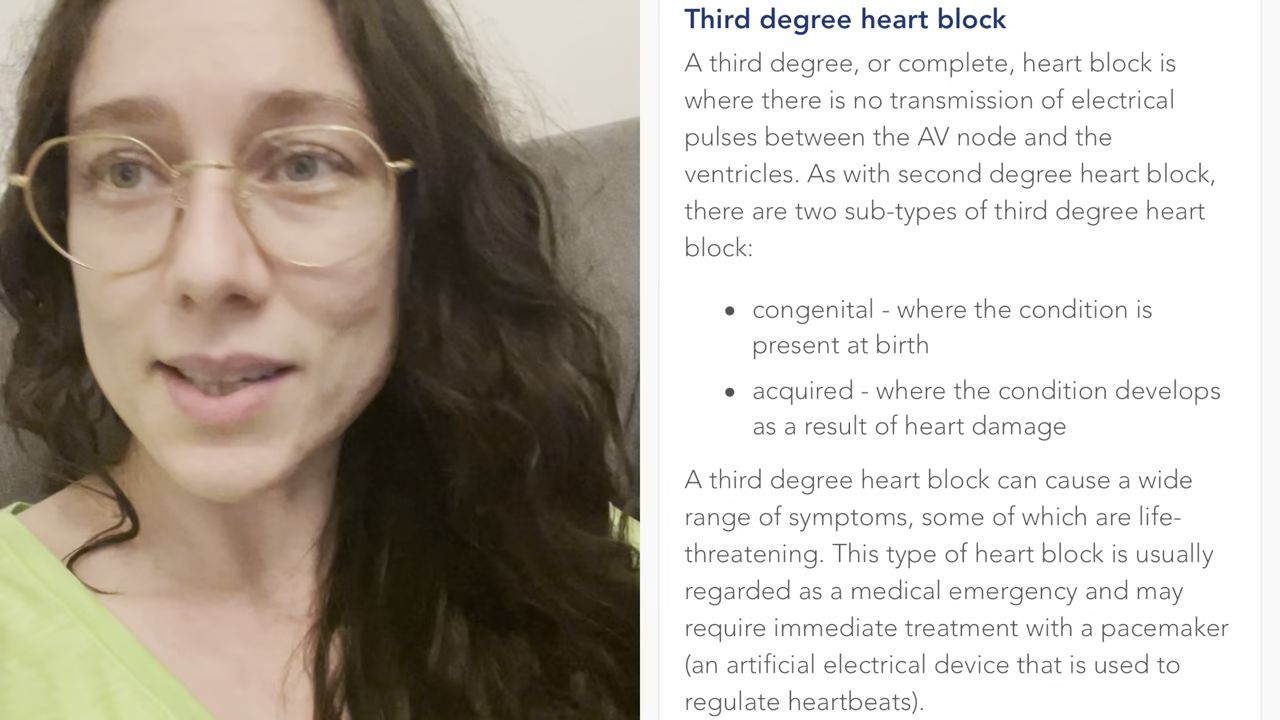 Third degree heart block
A third degree, or complete, heart block is
where there is no transmission of electrical
pulses between the AV node and the
ventricles. As with second degree heart block,
there are two sub-types of third degree heart
block:
• congenital - where the condition is
present at birth
• acquired - where the condition develops
as a result of heart damage
A third degree heart block can cause a wide
range of symptoms, some of which are life-
threatening. This type of heart block is usually
regarded as a medical emergency and may
require immediate treatment with a pacemaker
(an artificial electrical device that is used to
regulate heartbeats).